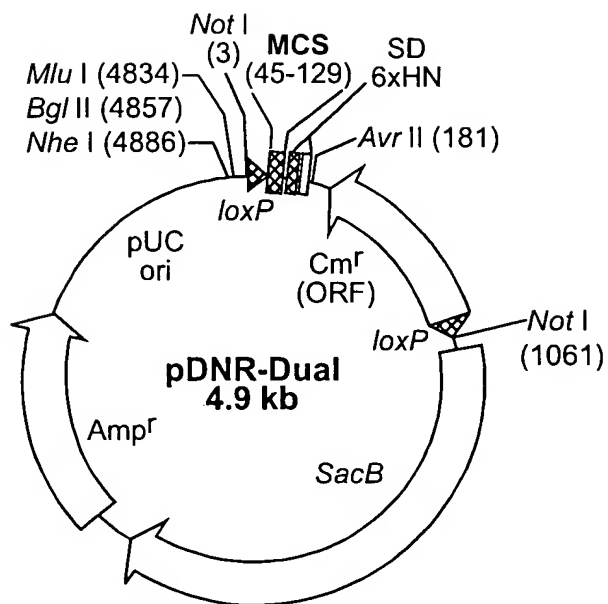 Not I
(3)
MCS
(45-129)
SD
6xHN
Mlu I (4834)
Bgl II (4857)
Nhe I (4886)
Avr II (181)
loxP
pUC
ori
Cmr
(ORF)
loxP
Not I
(1061)
pDNR-Dual
4.9 kb
Ampr
SacB